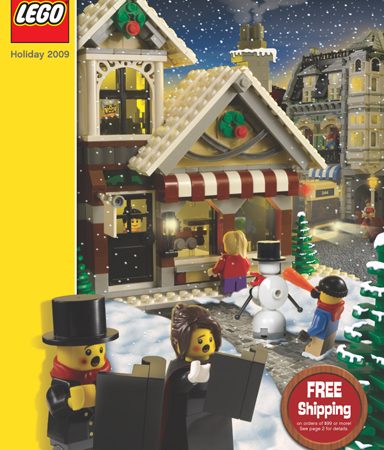 LEGO
Holiday 2009
FREE
Shipping
on orders of $99 or more!
See page 2 for details.